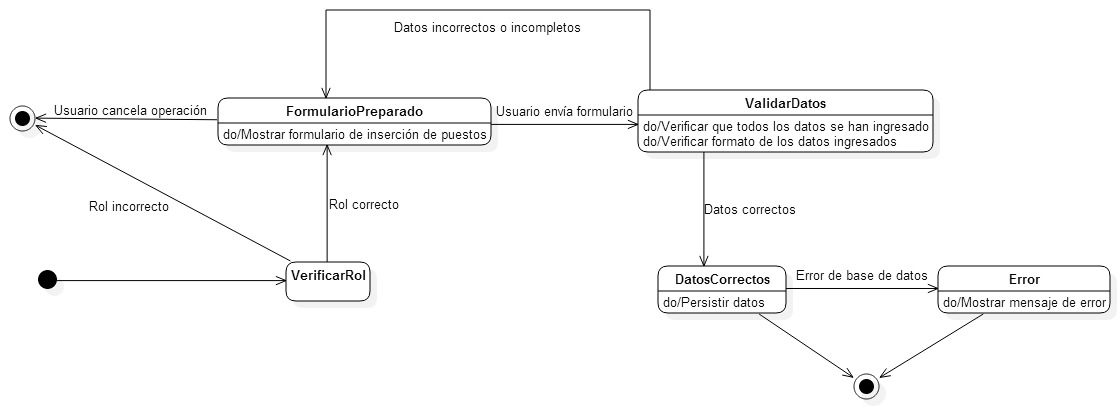 Datos incorrectos o incompletos
Usuario cancela operación
FormularioPreparado
do/Mostrar formulario de inserción de puestos
Usuario envía formulario
ValidarDatos
do/Verificar que todos los datos se han ingresado
do/Verificar formato de los datos ingresados
Rol incorrecto
Rol correcto
Datos correctos
VerificarRol
DatosCorrectos
do/Persistir datos
Error de base de datos
Error
do/Mostrar mensaje de error